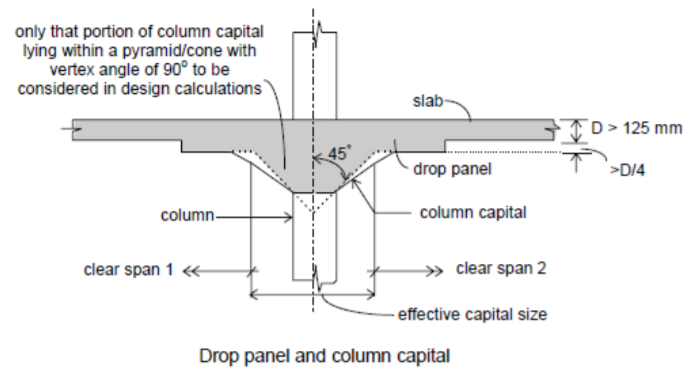 only that portion of column capital
lying within a pyramid/cone with
vertex angle of 90° to be
considered in design calculations
slab
D > 125 mm
45°
drop panel
>D/4
column
column capital
clear span 1
clear span 2
effective capital size
Drop panel and column capital